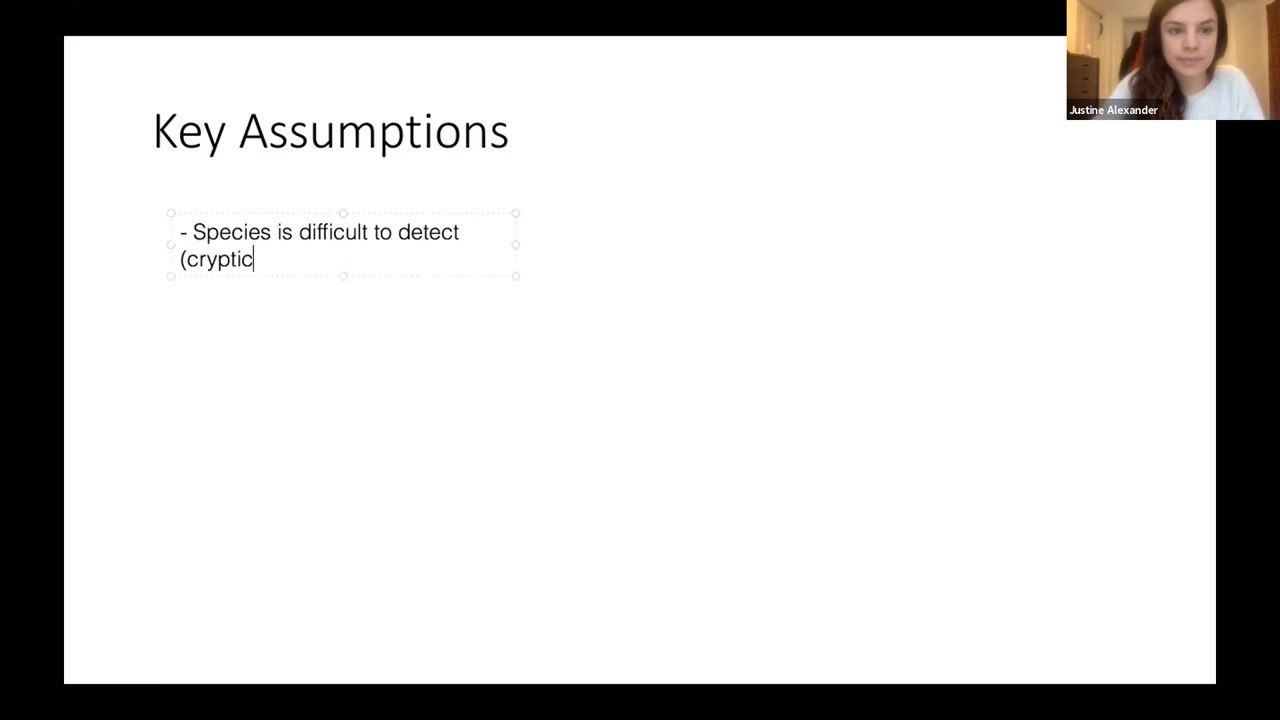 Justine Alexander
Key Assumptions
- Species is difficult to detect
(cryptic